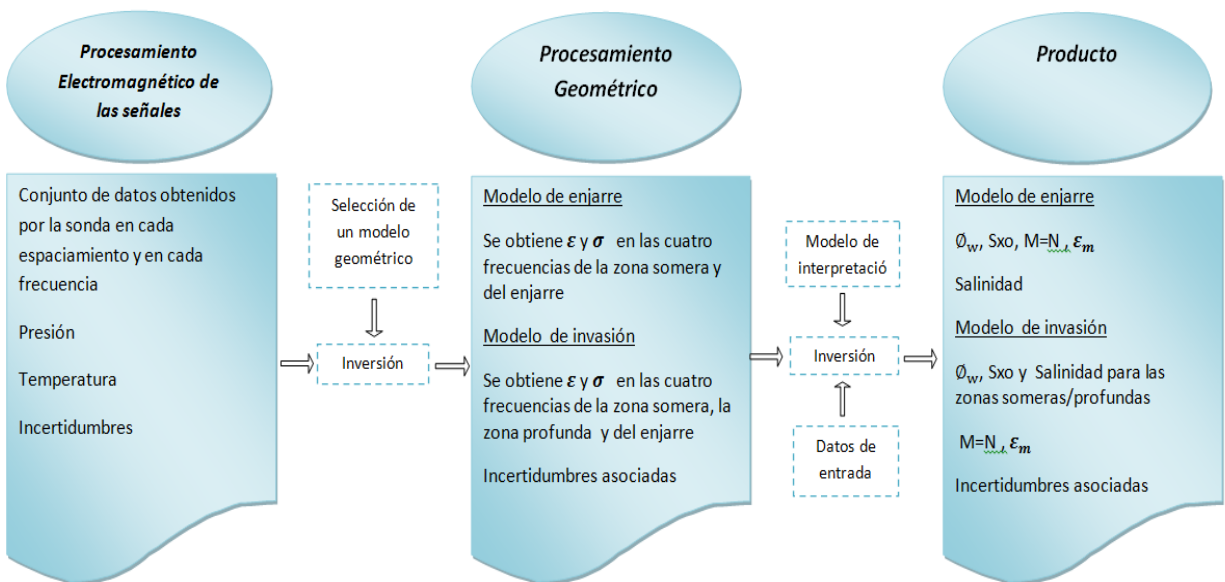 Procesamiento
Electromagnético de
las señales
Conjunto de datos obtenidos
por la sonda en cada
espaciamiento y en cada
frecuencia
Presión
Temperatura
Incertidumbres
Selección de
un modelo
geométrico
Inversión
Procesamiento
Geométrico
Modelo de enjarre
Se obtiene ε y σ en las cuatro
frecuencias de la zona somera y
del enjarre
Modelo de invasión
Se obtiene ε y σ en las cuatro
frecuencias de la zona somera, la
zona profunda y del enjarre
Incertidumbres asociadas
Modelo de
interpretació
Inversión
Datos de
entrada
Producto
Modelo de enjarre
Ø_w, Sxo, M=N , ε_m
Salinidad
Modelo de invasión
Ø_w, Sxo y Salinidad para las
zonas someras/profundas
M=N , ε_m
Incertidumbres asociadas